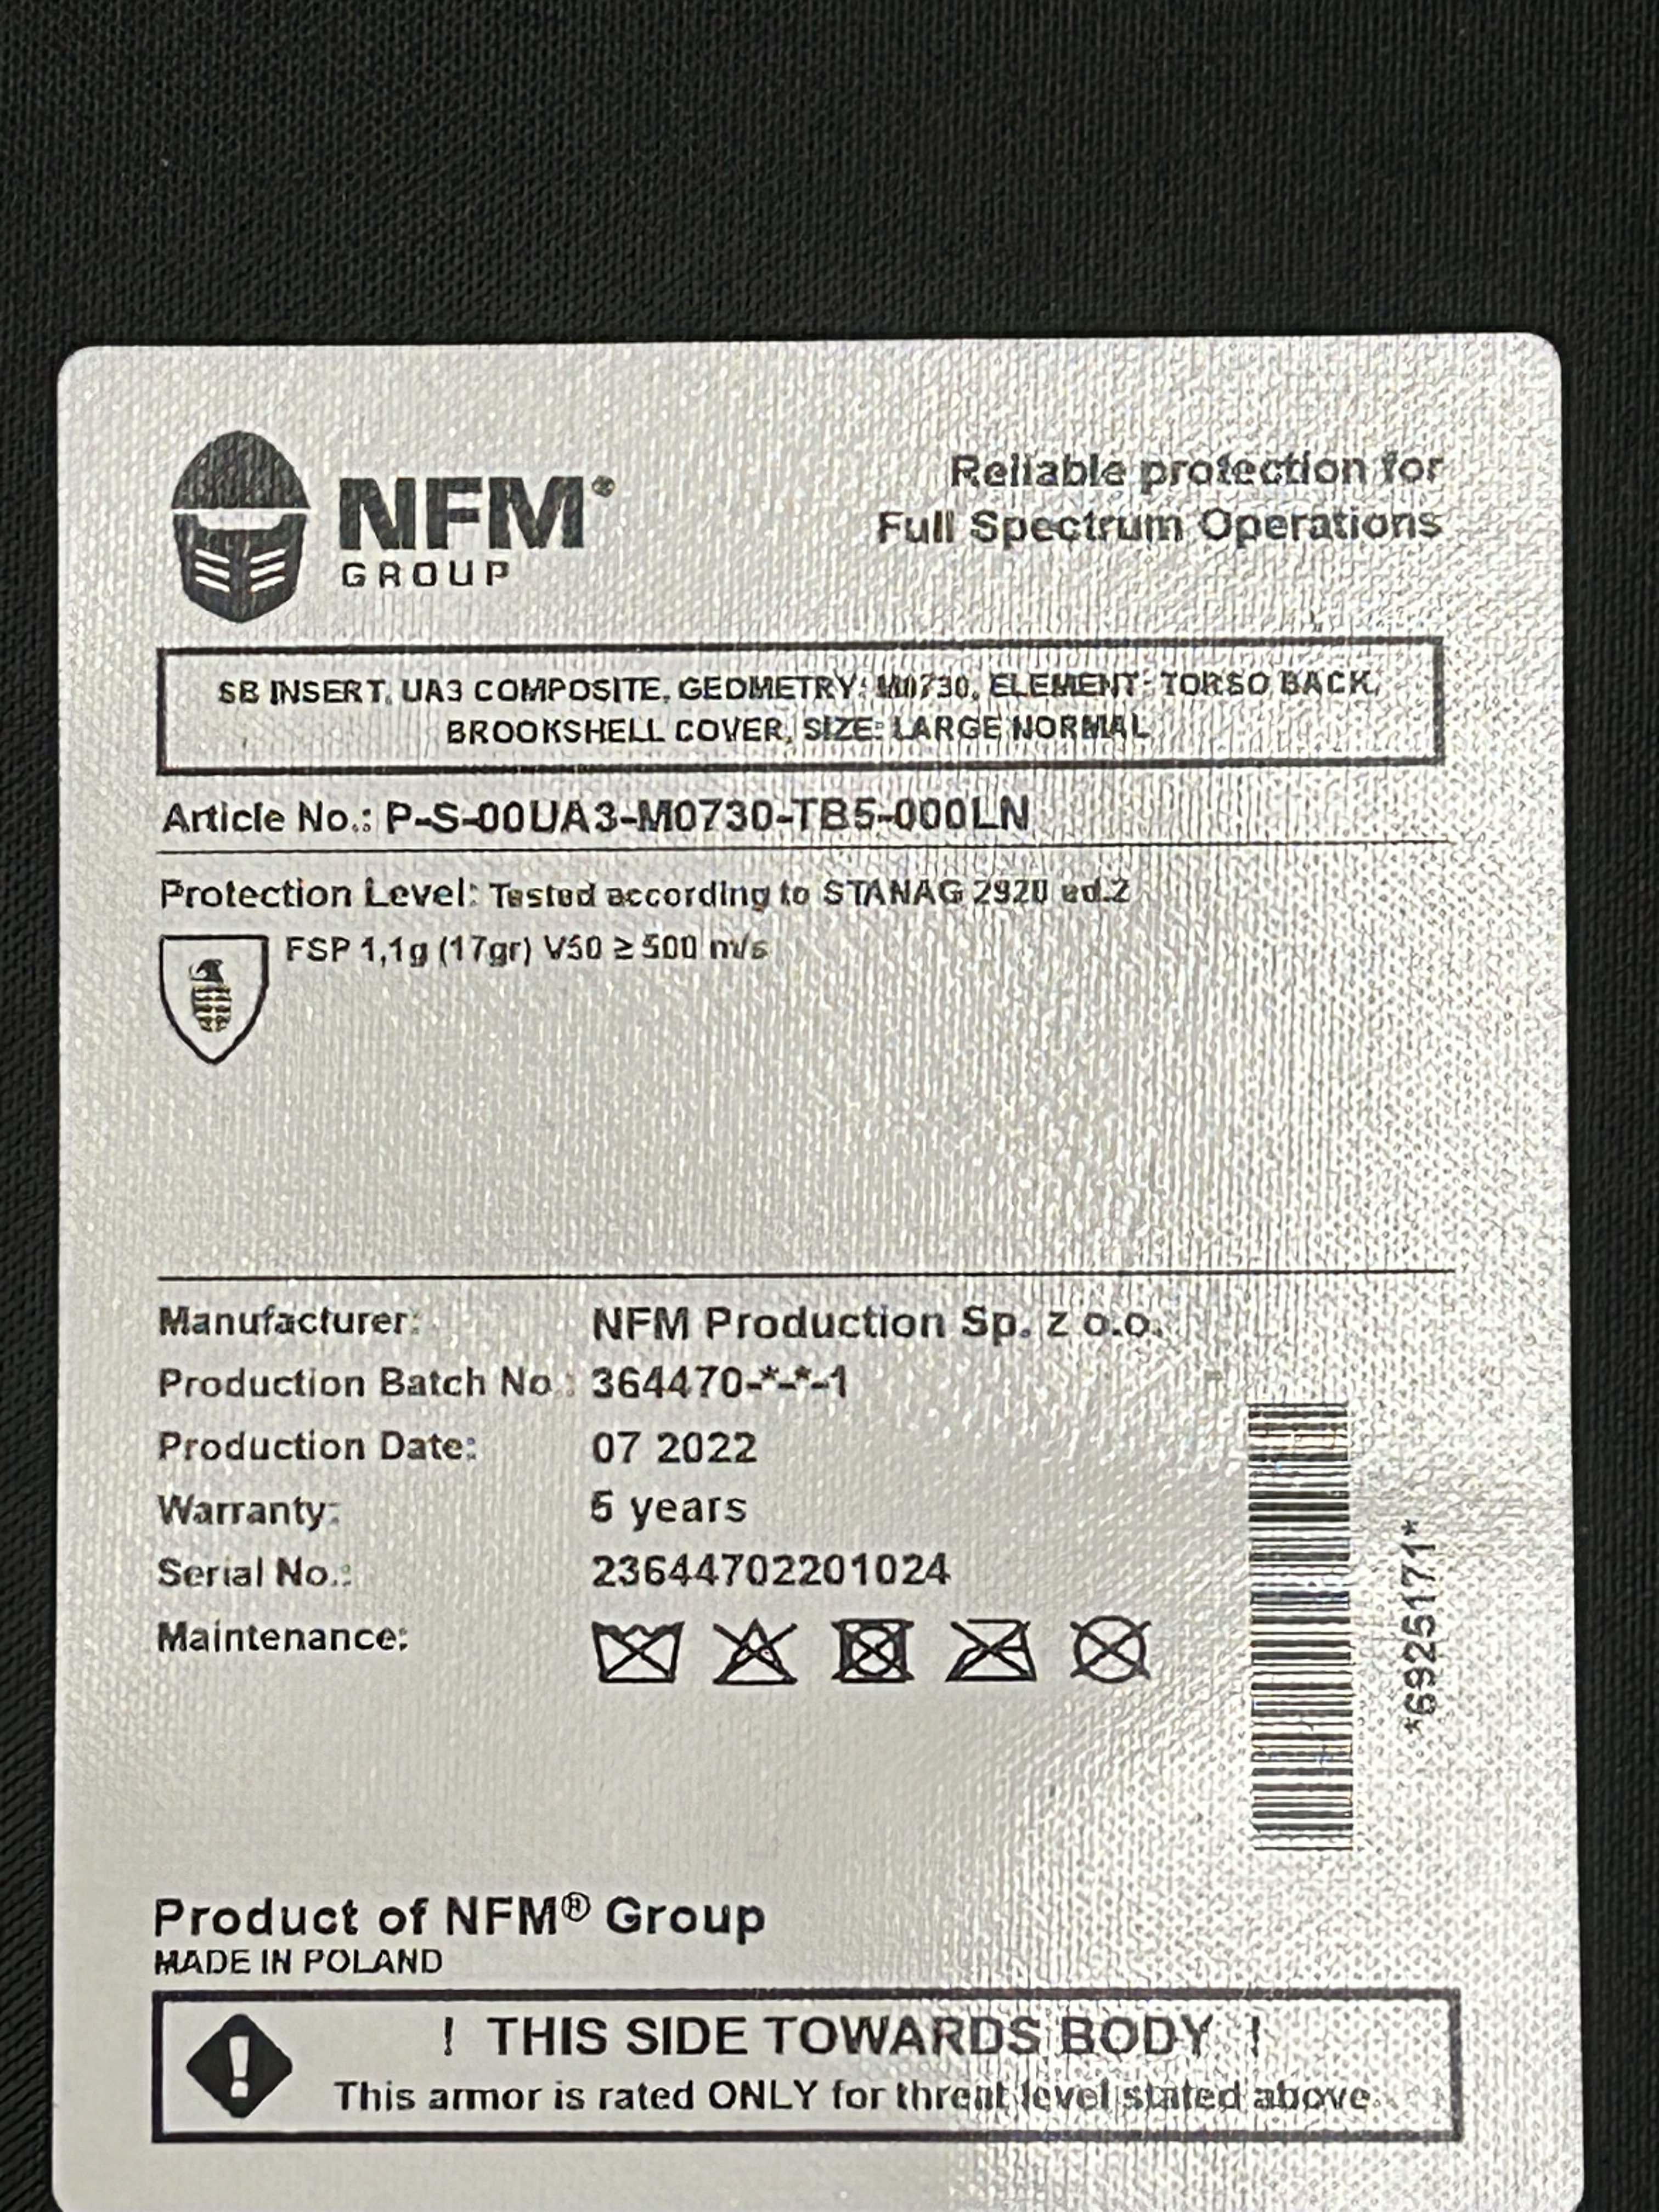 NFM®
GROUP
Reliable protection for
Full Spectrum Operations
SB INSERT, UA3 COMPOSITE, GEOMETRY: M0730, ELEMENT: TORSO BACK,
BROOKSHELL COVER, SIZE: LARGE NORMAL
Article No.: P-S-00UA3-M0730-TB5-000LN
Protection Level: Tested according to STANAG 2920 ed.2
FSP 1,1g (17gr) V50 ≥ 500 m/s
Manufacturer: NFM Production Sp. z o.o.
Production Batch No.: 364470-*-*-1
Production Date: 07 2022
Warranty: 5 years
Serial No.: 23644702201024
Maintenance:
*6925171*
Product of NFM® Group
MADE IN POLAND
! THIS SIDE TOWARDS BODY !
This armor is rated ONLY for threat level stated above.